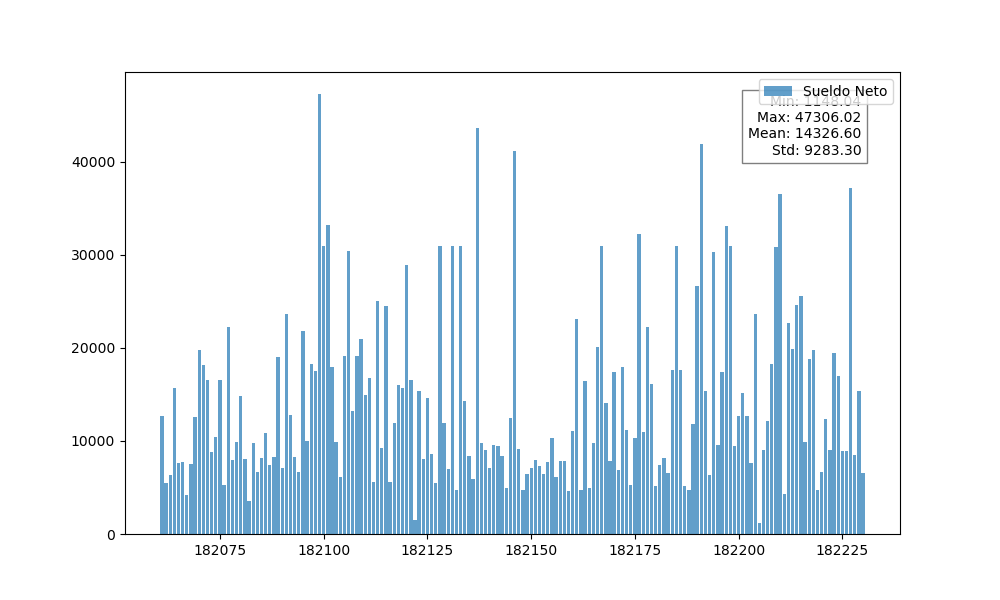 Sueldo Neto
Min: 1148.04
Max: 47306.02
Mean: 14326.60
Std: 9283.30
40000
30000
20000
10000
0
182075 182100 182125 182150 182175 182200 182225